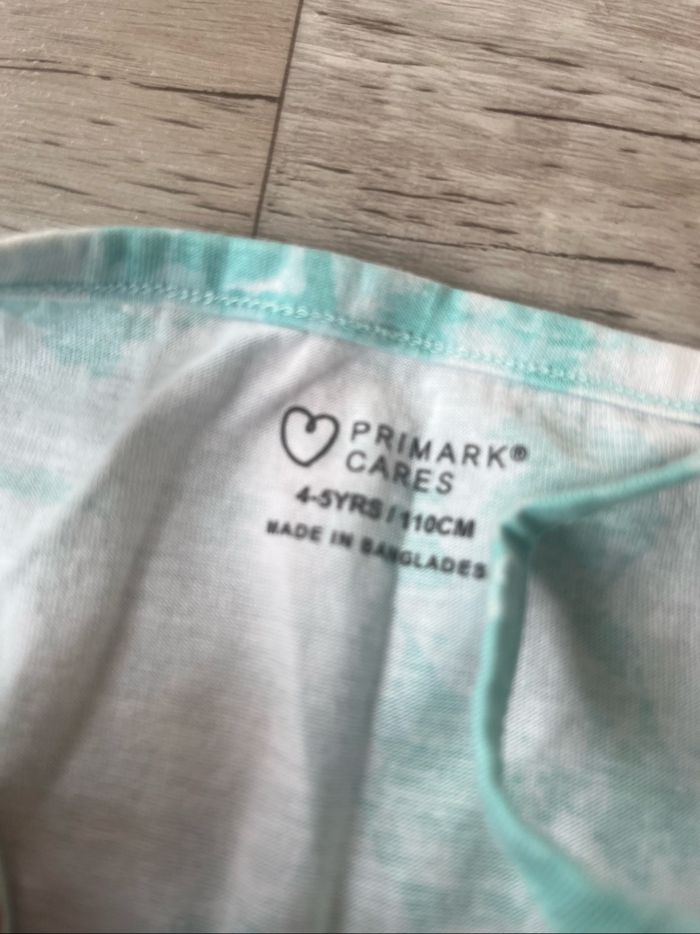 PRIMARK®
CARES
4-5YRS / 110CM
MADE IN BANGLADES